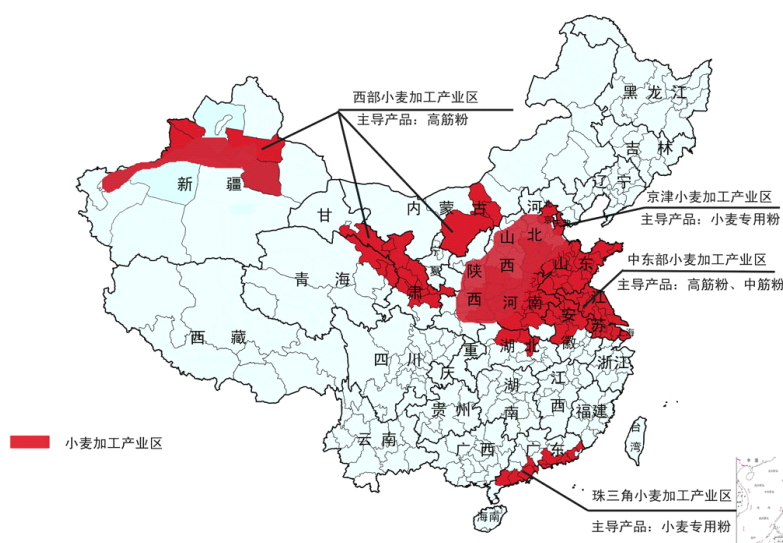 西部小麦加工产业区
主导产品：高筋粉
黑龙江
吉林
辽宁
京津小麦加工产业区
主导产品：小麦专用粉
新疆
甘肃
内蒙古
河北
山西
山东
中东部小麦加工产业区
主导产品：高筋粉、中筋粉
青海
陕西
河南
江苏
安徽
西藏
四川
重庆
湖北
浙江
湖南
江西
贵州
福建
云南
广西
广东
台湾
海南
小麦加工产业区
珠三角小麦加工产业区
主导产品：小麦专用粉